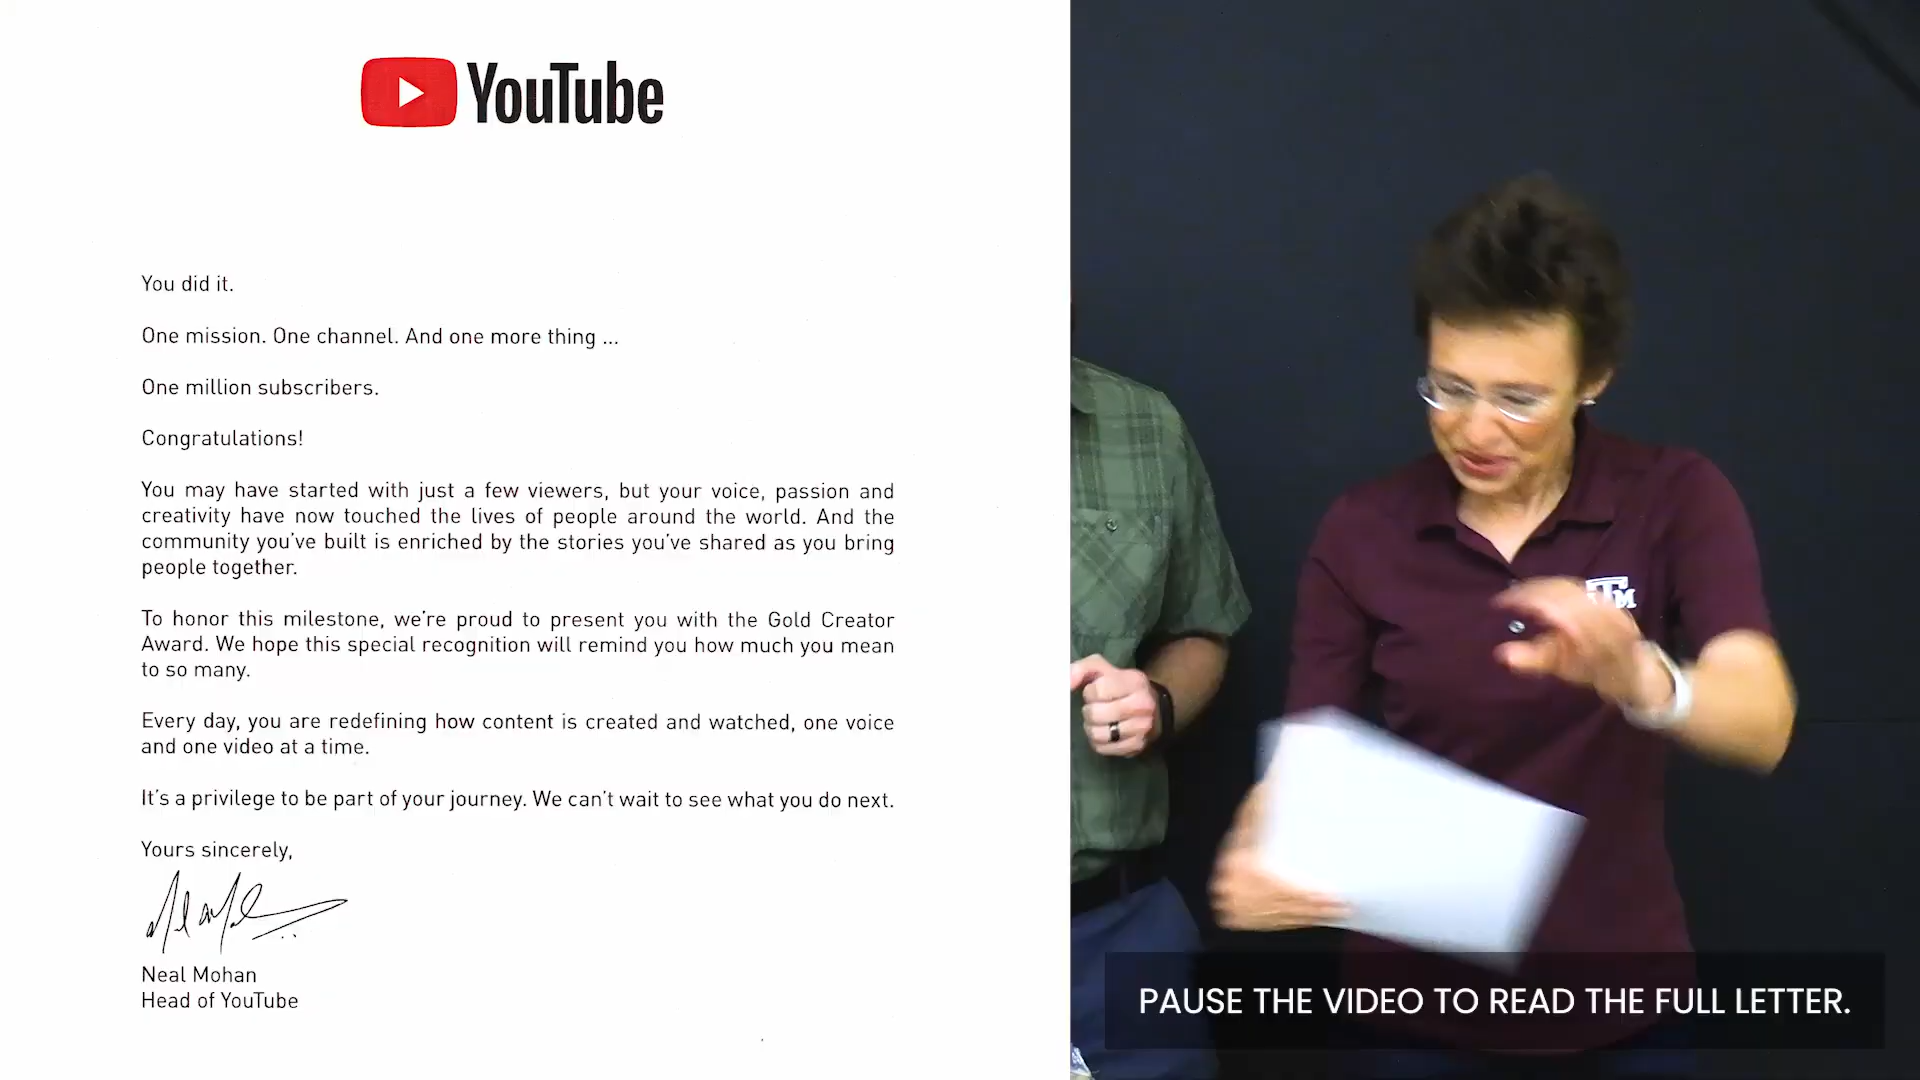 YouTube
You did it.
One mission. One channel. And one more thing ...
One million subscribers.
Congratulations!
You may have started with just a few viewers, but your voice, passion and
creativity have now touched the lives of people around the world. And the
community you've built is enriched by the stories you've shared as you bring
people together.
To honor this milestone, we're proud to present you with the Gold Creator
Award. We hope this special recognition will remind you how much you mean
to so many.
Every day, you are redefining how content is created and watched, one voice
and one video at a time.
It's a privilege to be part of your journey. We can't wait to see what you do next.
Yours sincerely,
Neal Mohan
Head of YouTube
ATM
PAUSE THE VIDEO TO READ THE FULL LETTER.